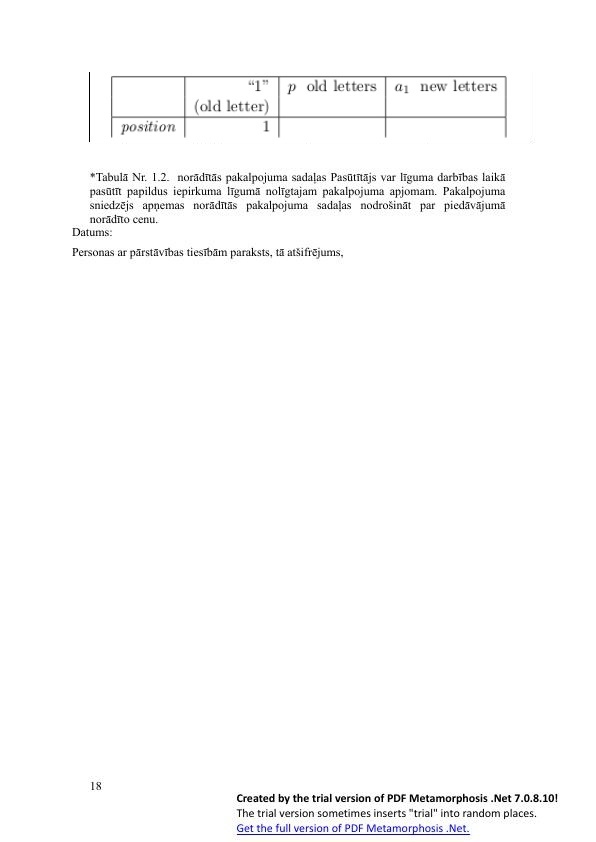 “1” p old letters a₁ new letters
(old letter)
position 1
*Tabulā Nr. 1.2. norādītās pakalpojuma sadaļas Pasūtītājs var līguma darbības laikā
pasūtīt papildus iepirkuma līgumā nolīgtajam pakalpojuma apjomam. Pakalpojuma
sniedzējs apņemas norādītās pakalpojuma sadaļas nodrošināt par piedāvājumā
norādīto cenu.
Datums:
Personas ar pārstāvības tiesībām paraksts, tā atšifrējums,
18
Created by the trial version of PDF Metamorphosis .Net 7.0.8.10!
The trial version sometimes inserts "trial" into random places.
Get the full version of PDF Metamorphosis .Net.